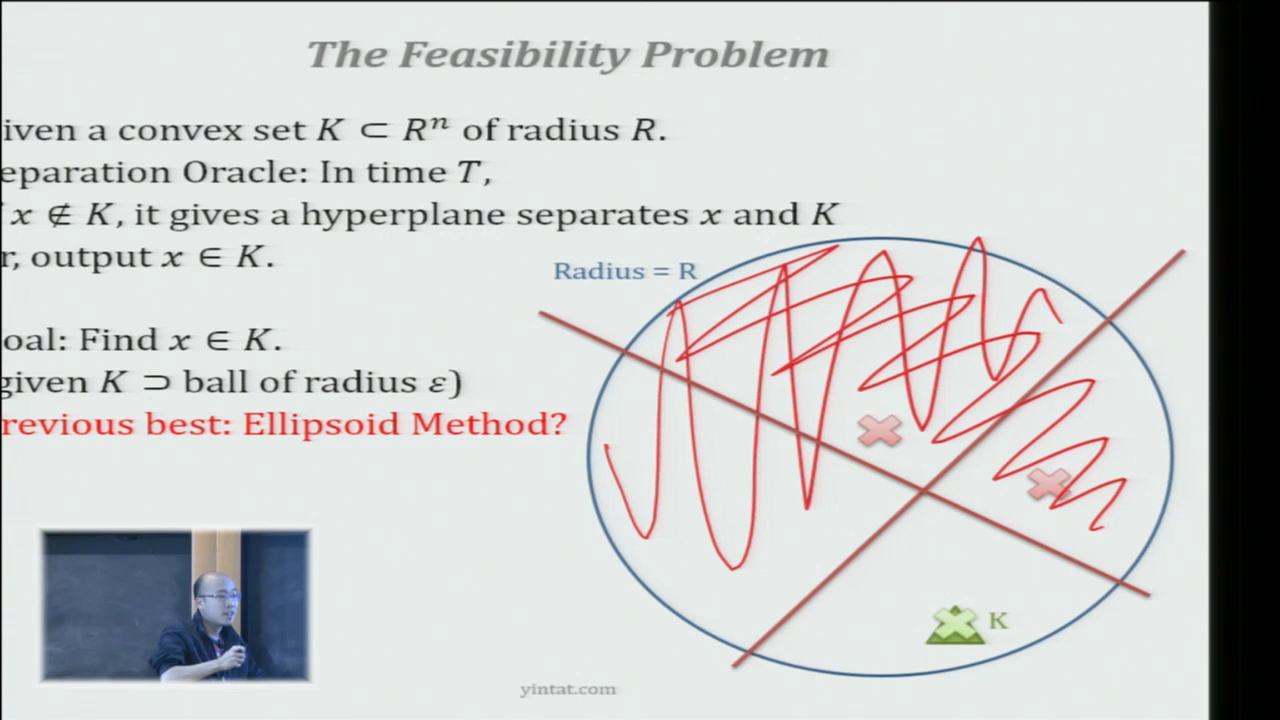 The Feasibility Problem
iven a convex set K ⊂ Rⁿ of radius R.
eparation Oracle: In time T,
x ∉ K, it gives a hyperplane separates x and K
r, output x ∈ K.
Radius = R
oal: Find x ∈ K.
given K ⊃ ball of radius ε)
revious best: Ellipsoid Method?
K
yintat.com